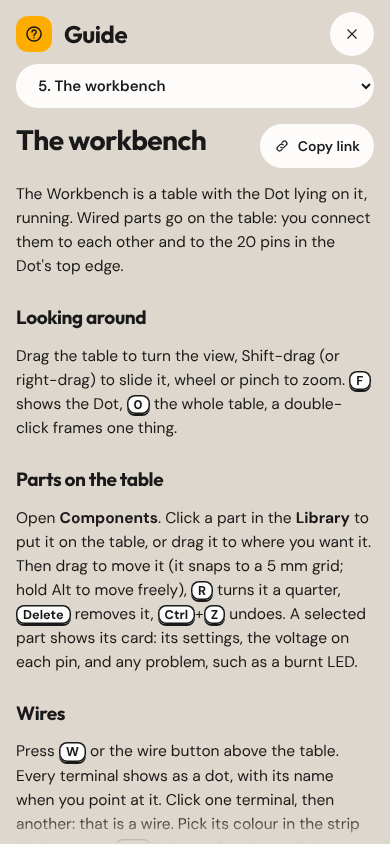 Guide
5. The workbench
The workbench
Copy link
The Workbench is a table with the Dot lying on it,
running. Wired parts go on the table: you connect
them to each other and to the 20 pins in the
Dot's top edge.
Looking around
Drag the table to turn the view, Shift-drag (or
right-drag) to slide it, wheel or pinch to zoom. F
shows the Dot, O the whole table, a double-
click frames one thing.
Parts on the table
Open Components. Click a part in the Library to
put it on the table, or drag it to where you want it.
Then drag to move it (it snaps to a 5 mm grid;
hold Alt to move freely), R turns it a quarter,
Delete removes it, Ctrl+Z undoes. A selected
part shows its card: its settings, the voltage on
each pin, and any problem, such as a burnt LED.
Wires
Press W or the wire button above the table.
Every terminal shows as a dot, with its name
when you point at it. Click one terminal, then
another: that is a wire. Pick its colour in the strip